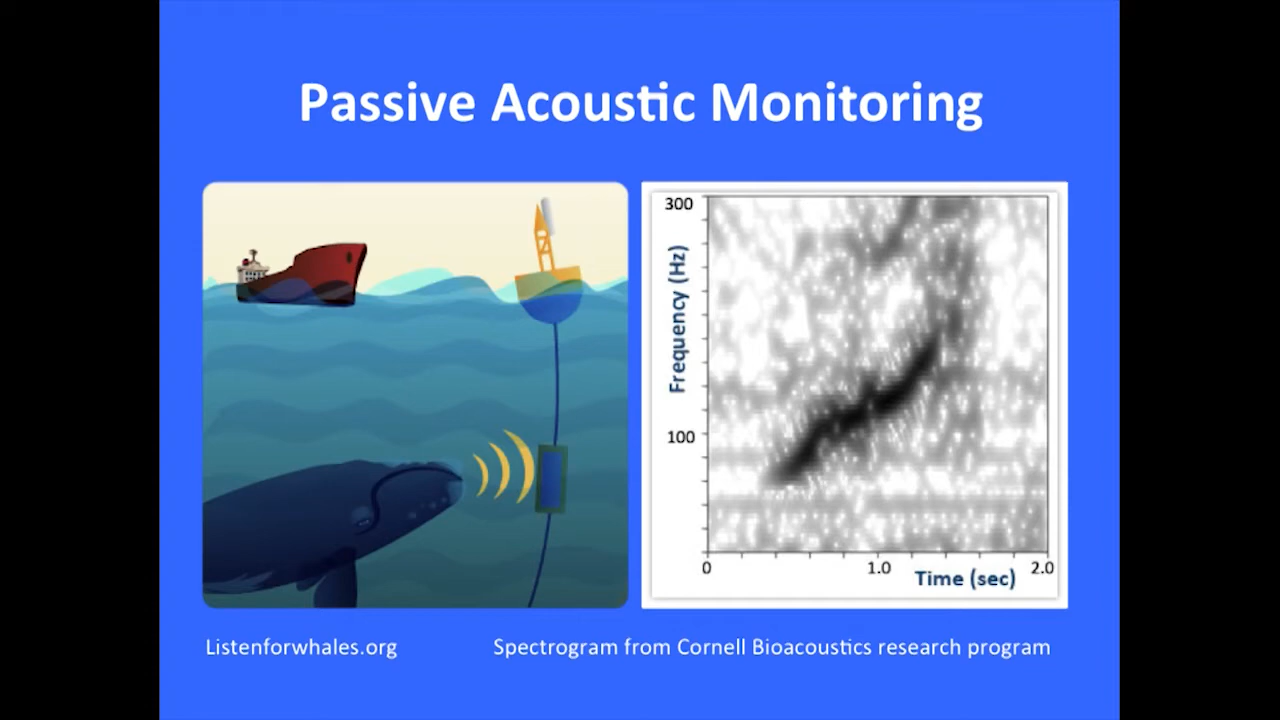 Passive Acoustic Monitoring
300
Frequency (Hz)
100
0
1.0
2.0
Time (sec)
Listenforwhales.org
Spectrogram from Cornell Bioacoustics research program